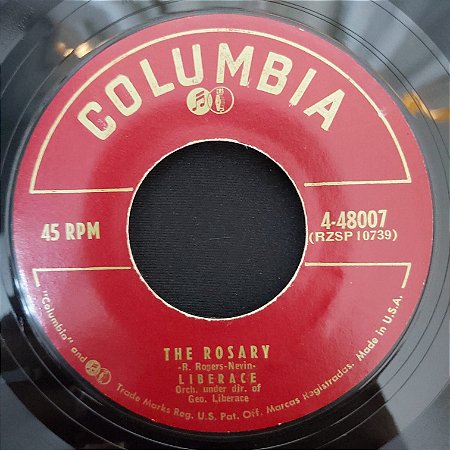 COLUMBIA
45 RPM
4-48007
(RZSP 10739)
THE ROSARY
-R. Rogers-Nevin-
LIBERACE
Orch. under dir. of
Geo. Liberace
"Columbia" and Trade Marks Reg. U.S. Pat. Off. Marcas Registradas. Made in U.S.A.